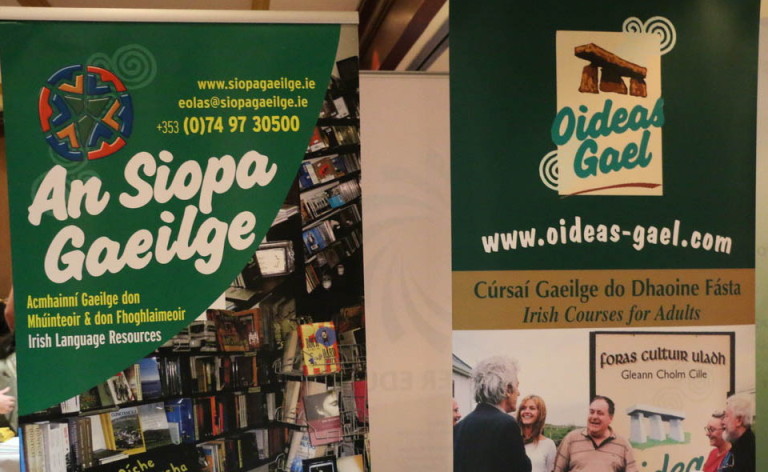 www.siopagaeilge.ie
eolas@siopagaeilge.ie
+353 (0)74 97 30500
An Siopa
Gaeilge
Acmhainní Gaeilge don
Mhúinteoir & don Fhoghlaimeoir
Irish Language Resources
Oideas
Gael
www.oideas-gael.com
Cúrsaí Gaeilge do Dhaoine Fásta
Irish Courses for Adults
foras cultuir uladh
Gleann Cholm Cille